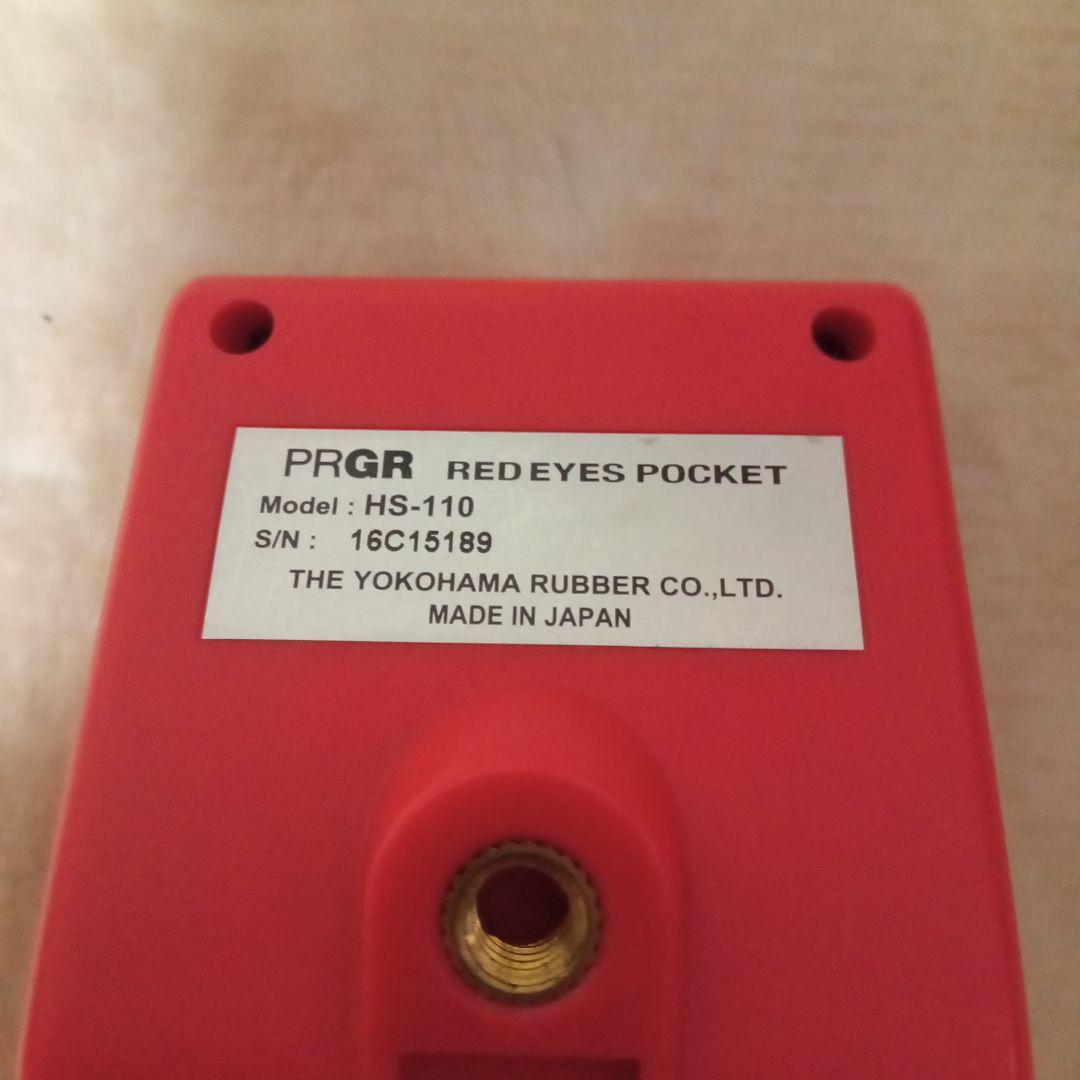 PRGR RED EYES POCKET
Model : HS-110
S/N : 16C15189
THE YOKOHAMA RUBBER CO.,LTD.
MADE IN JAPAN